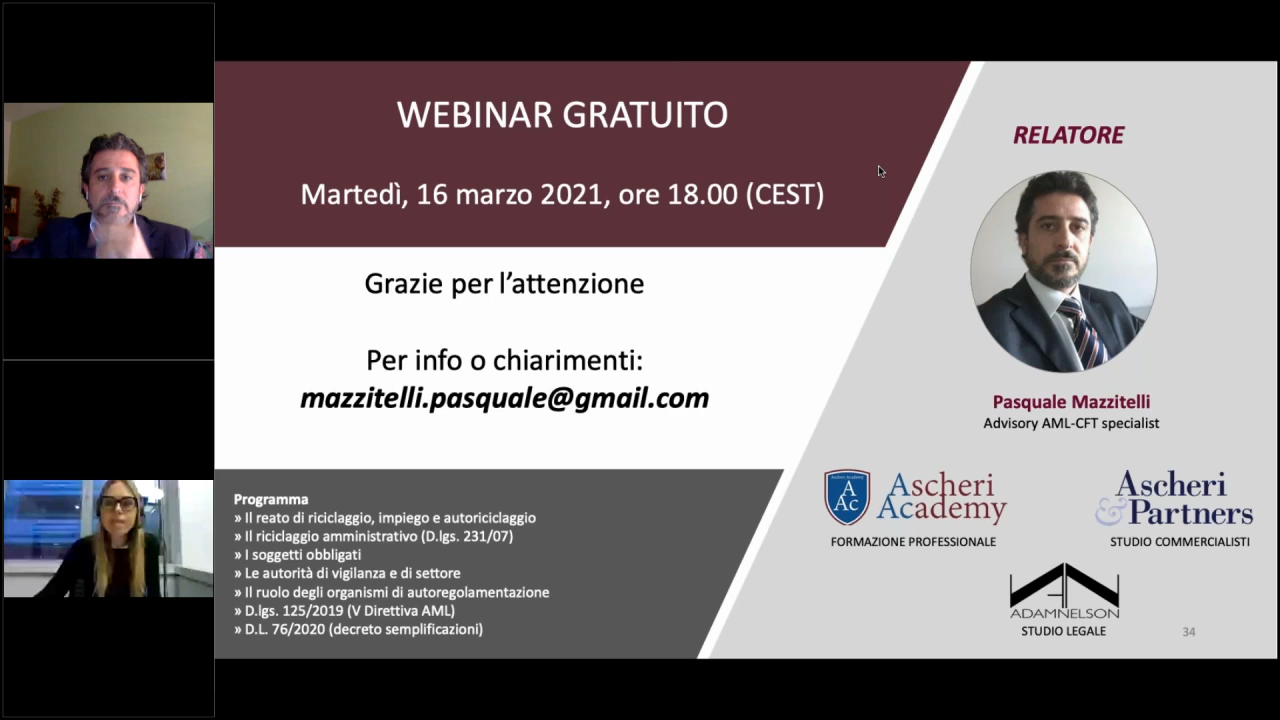 WEBINAR GRATUITO
Martedì, 16 marzo 2021, ore 18.00 (CEST)
Grazie per l'attenzione
Per info o chiarimenti:
mazzitelli.pasquale@gmail.com
Programma
» Il reato di riciclaggio, impiego e autoriciclaggio
» Il riciclaggio amministrativo (D.lgs. 231/07)
» I soggetti obbligati
» Le autorità di vigilanza e di settore
» Il ruolo degli organismi di autoregolamentazione
» D.lgs. 125/2019 (V Direttiva AML)
» D.L. 76/2020 (decreto semplificazioni)
RELATORE
Pasquale Mazzitelli
Advisory AML-CFT specialist
Ascheri Academy
A
Ac
Ascheri
Academy
FORMAZIONE PROFESSIONALE
Ascheri
& Partners
STUDIO COMMERCIALISTI
ADAMNELSON
STUDIO LEGALE
34